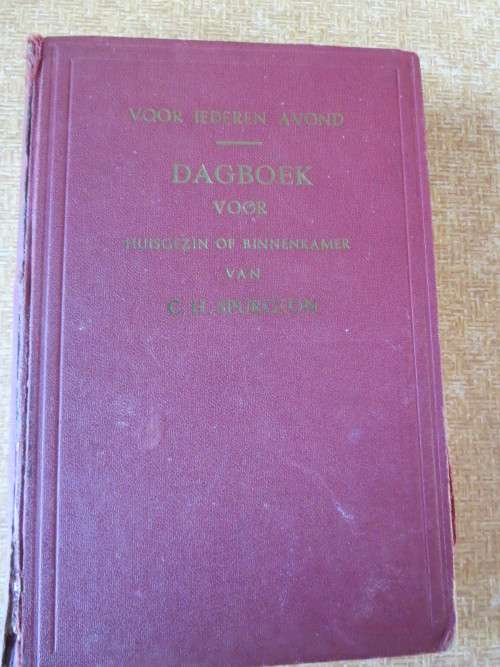 VOOR IEDEREN AVOND
DAGBOEK
VOOR
HUISGEZIN OF BINNENKAMER
VAN
C. H. SPURGEON